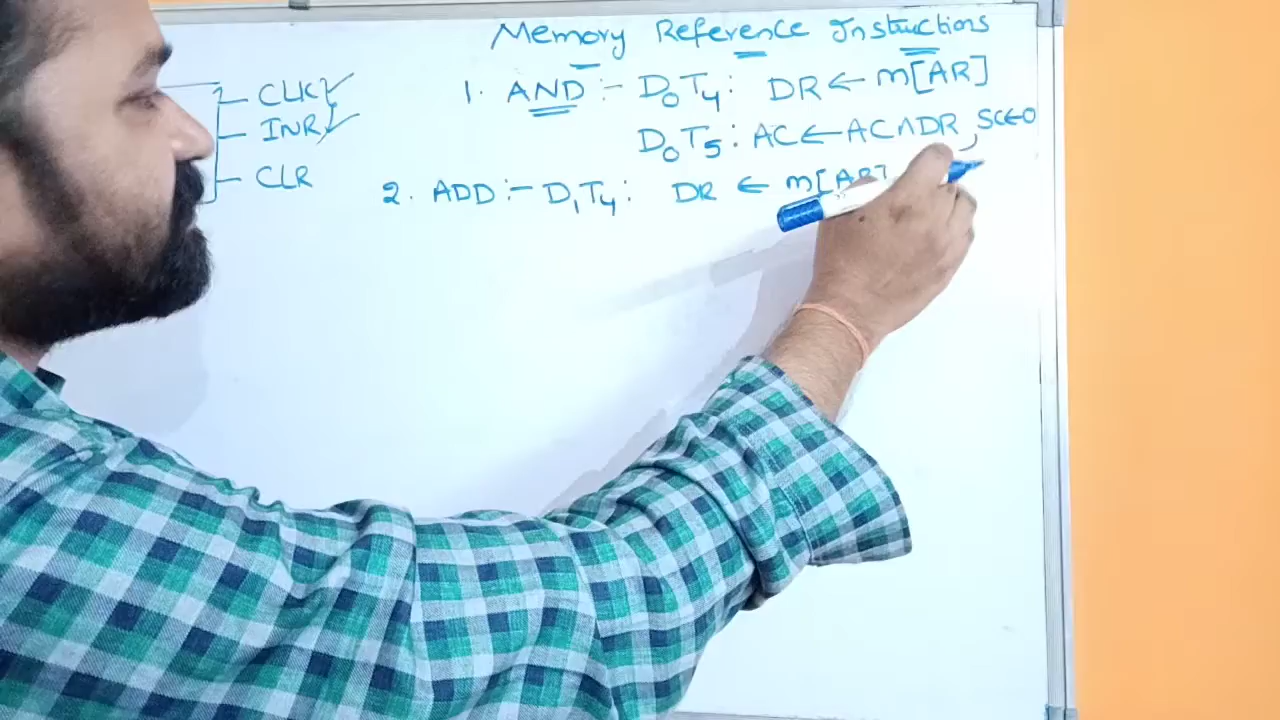 Memory Reference Instructions
1. AND :- D₀T₄ : DR ← M[AR]
D₀T₅ : AC ← AC ∧ DR, SC←0
2. ADD :- D₁T₄ : DR ← M[AR]
CLK ✓
INR ✓
CLR